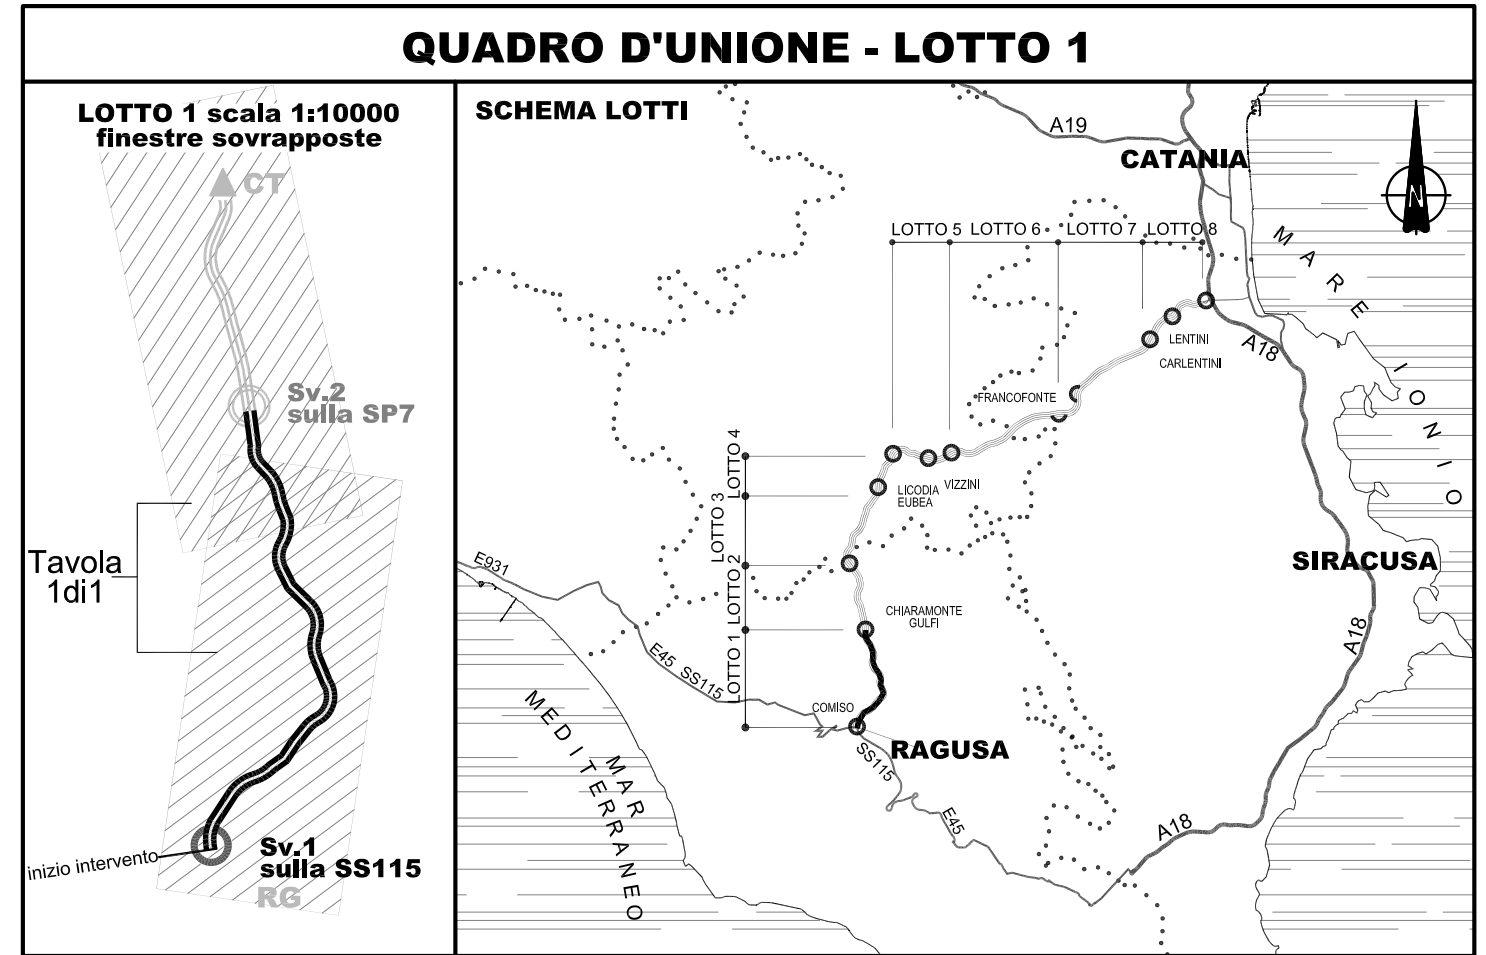 QUADRO D'UNIONE - LOTTO 1
LOTTO 1 scala 1:10000
finestre sovrapposte
CT
Sv.2
sulla SP7
Tavola
1di1
inizio intervento
Sv.1
sulla SS115
RG
SCHEMA LOTTI
A19
CATANIA
N
LOTTO 5
LOTTO 6
LOTTO 7
LOTTO 8
MARE
IONIO
LENTINI
CARLENTINI
A18
FRANCOFONTE
LOTTO 4
LOTTO 3
LOTTO 2
LOTTO 1
LICODIA
EUBEA
VIZZINI
SIRACUSA
E931
CHIARAMONTE
GULFI
A18
E45 SS115
COMISO
RAGUSA
SS115
MAR
MEDITERRANEO
E45
A18